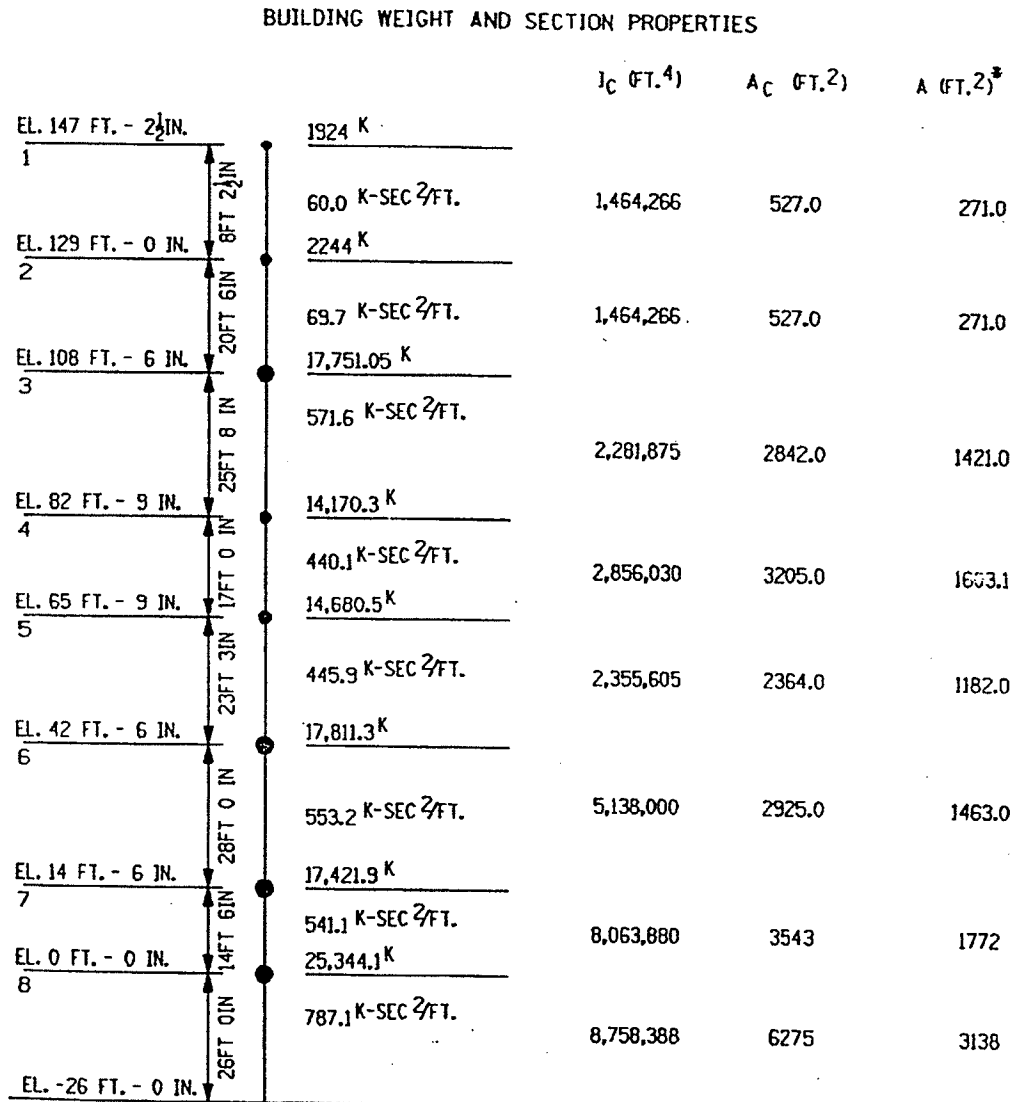 BUILDING WEIGHT AND SECTION PROPERTIES
IC (FT.4) AC (FT.2) A (FT.2)*
EL. 147 FT. - 2½IN. 1924 K
1
8FT 2½IN
60.0 K-SEC 2/FT. 1,464,266 527.0 271.0
EL. 129 FT. - 0 IN. 2244 K
2
20FT 6IN
69.7 K-SEC 2/FT. 1,464,266 527.0 271.0
EL. 108 FT. - 6 IN. 17,751.05 K
3
25FT 8 IN
571.6 K-SEC 2/FT.
2,281,875 2842.0 1421.0
EL. 82 FT. - 9 IN. 14,170.3 K
4
17FT 0 IN
440.1 K-SEC 2/FT. 2,856,030 3205.0
EL. 65 FT. - 9 IN. 14,680.5 K
5
23FT 3IN
445.9 K-SEC 2/FT. 2,355,605 2364.0 1182.0
EL. 42 FT. - 6 IN. 17,811.3 K
6
28FT 0 IN
553.2 K-SEC 2/FT. 5,138,000 2925.0 1463.0
EL. 14 FT. - 6 IN. 17,421.9 K
7
14FT 6IN
541.1 K-SEC 2/FT. 8,063,880 3543 1772
EL. 0 FT. - 0 IN. 25,344.1 K
8
26FT 0IN
787.1 K-SEC 2/FT.
8,758,388 6275 3138
EL. -26 FT. - 0 IN.